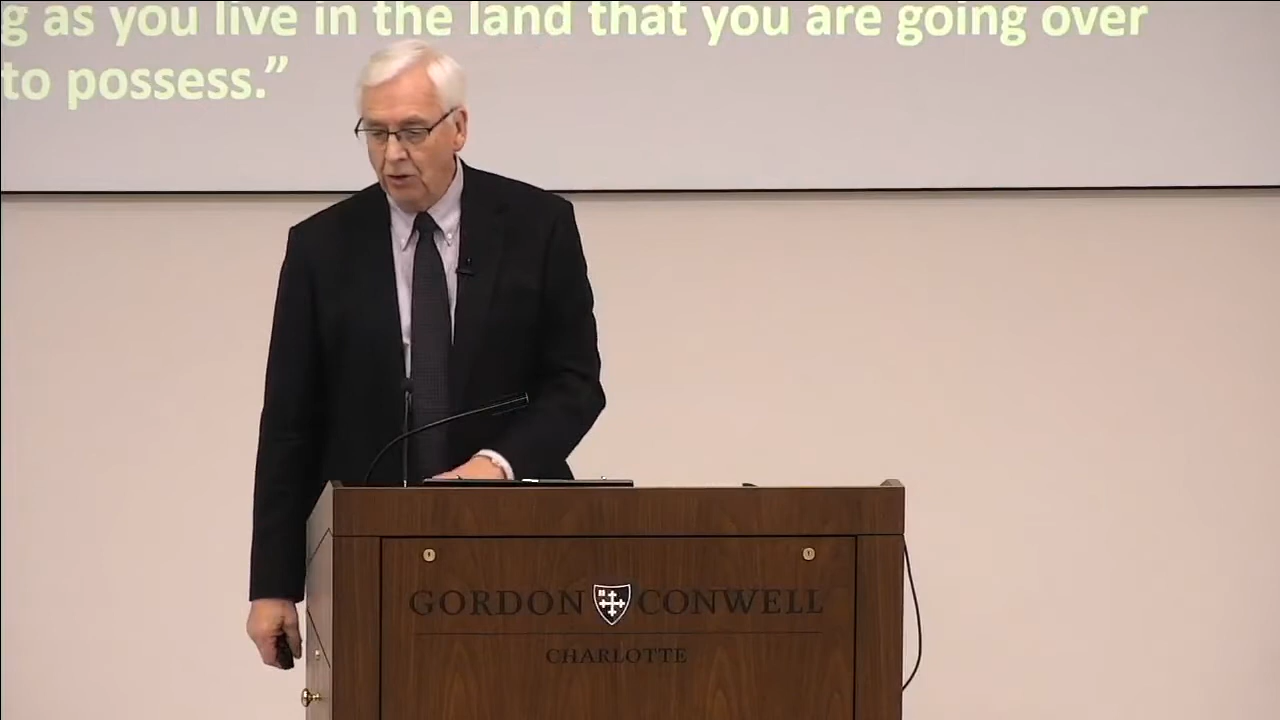 g as you live in the land that you are going over
to possess.”
GORDON CONWELL
CHARLOTTE